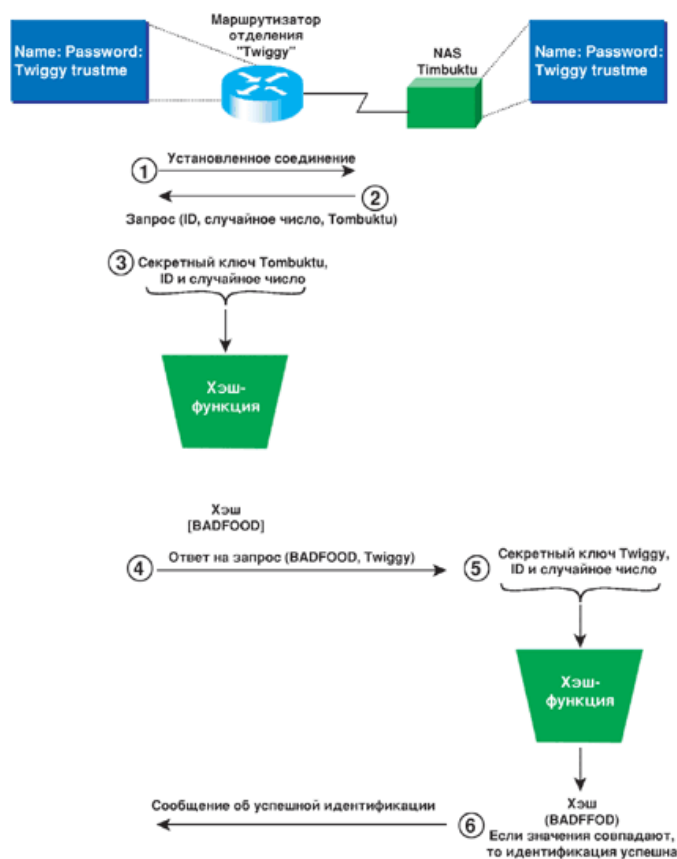 Маршрутизатор
отделения
"Twiggy"
NAS
Timbuktu
Name: Password:
Twiggy trustme
Name: Password:
Twiggy trustme
1
Установленное соединение
2
Запрос (ID, случайное число, Tombuktu)
3
Секретный ключ Tombuktu,
ID и случайное число
Хэш-
функция
Хэш
[BADFOOD]
4
Ответ на запрос (BADFOOD, Twiggy)
5
Секретный ключ Twiggy,
ID и случайное число
Хэш-
функция
Сообщение об успешной идентификации
6
Хэш
(BADFFOD)
Если значения совпадают,
то идентификация успешна